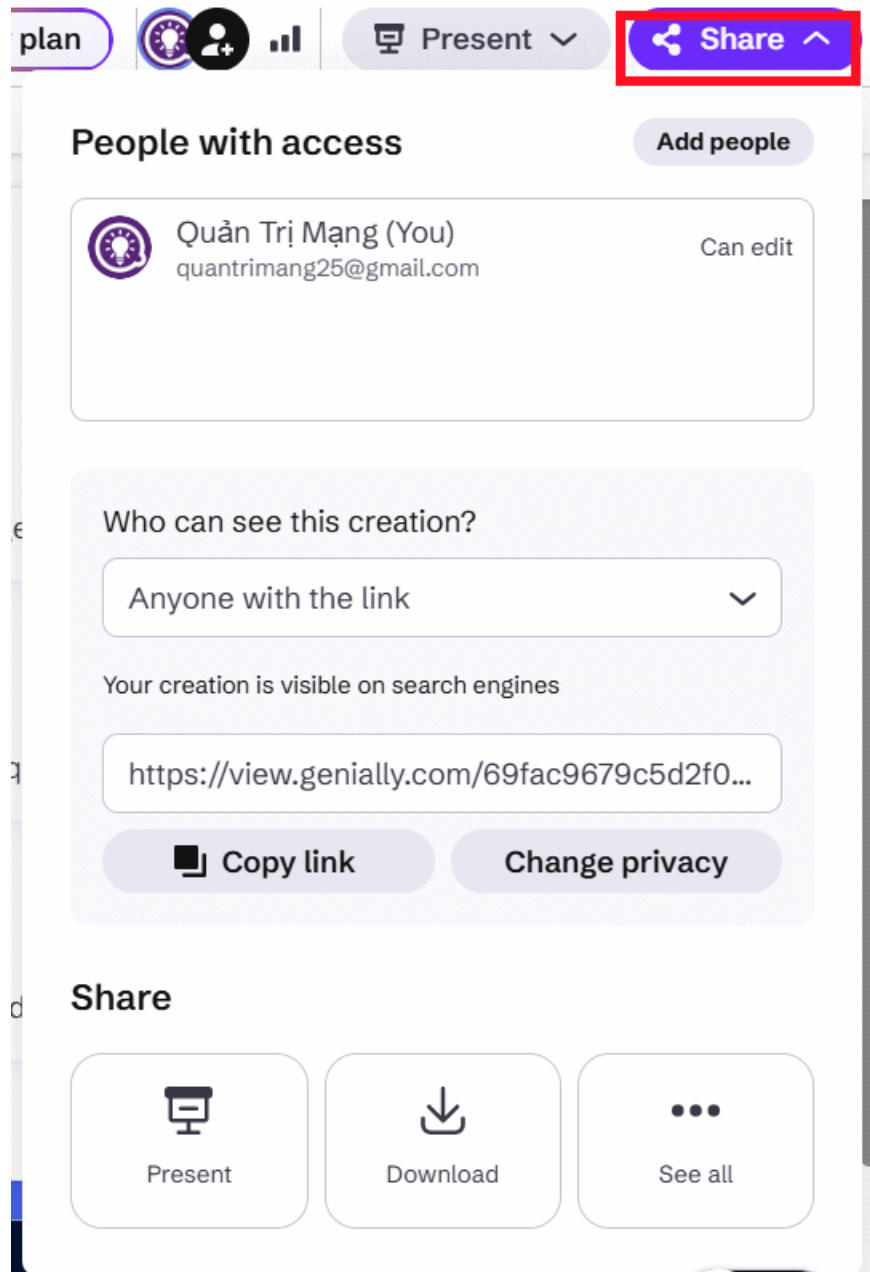 plan
Present
Share
People with access
Add people
Quản Trị Mạng (You)
quantrimang25@gmail.com
Can edit
Who can see this creation?
Anyone with the link
Your creation is visible on search engines
https://view.genially.com/69fac9679c5d2f0...
Copy link
Change privacy
Share
Present
Download
See all